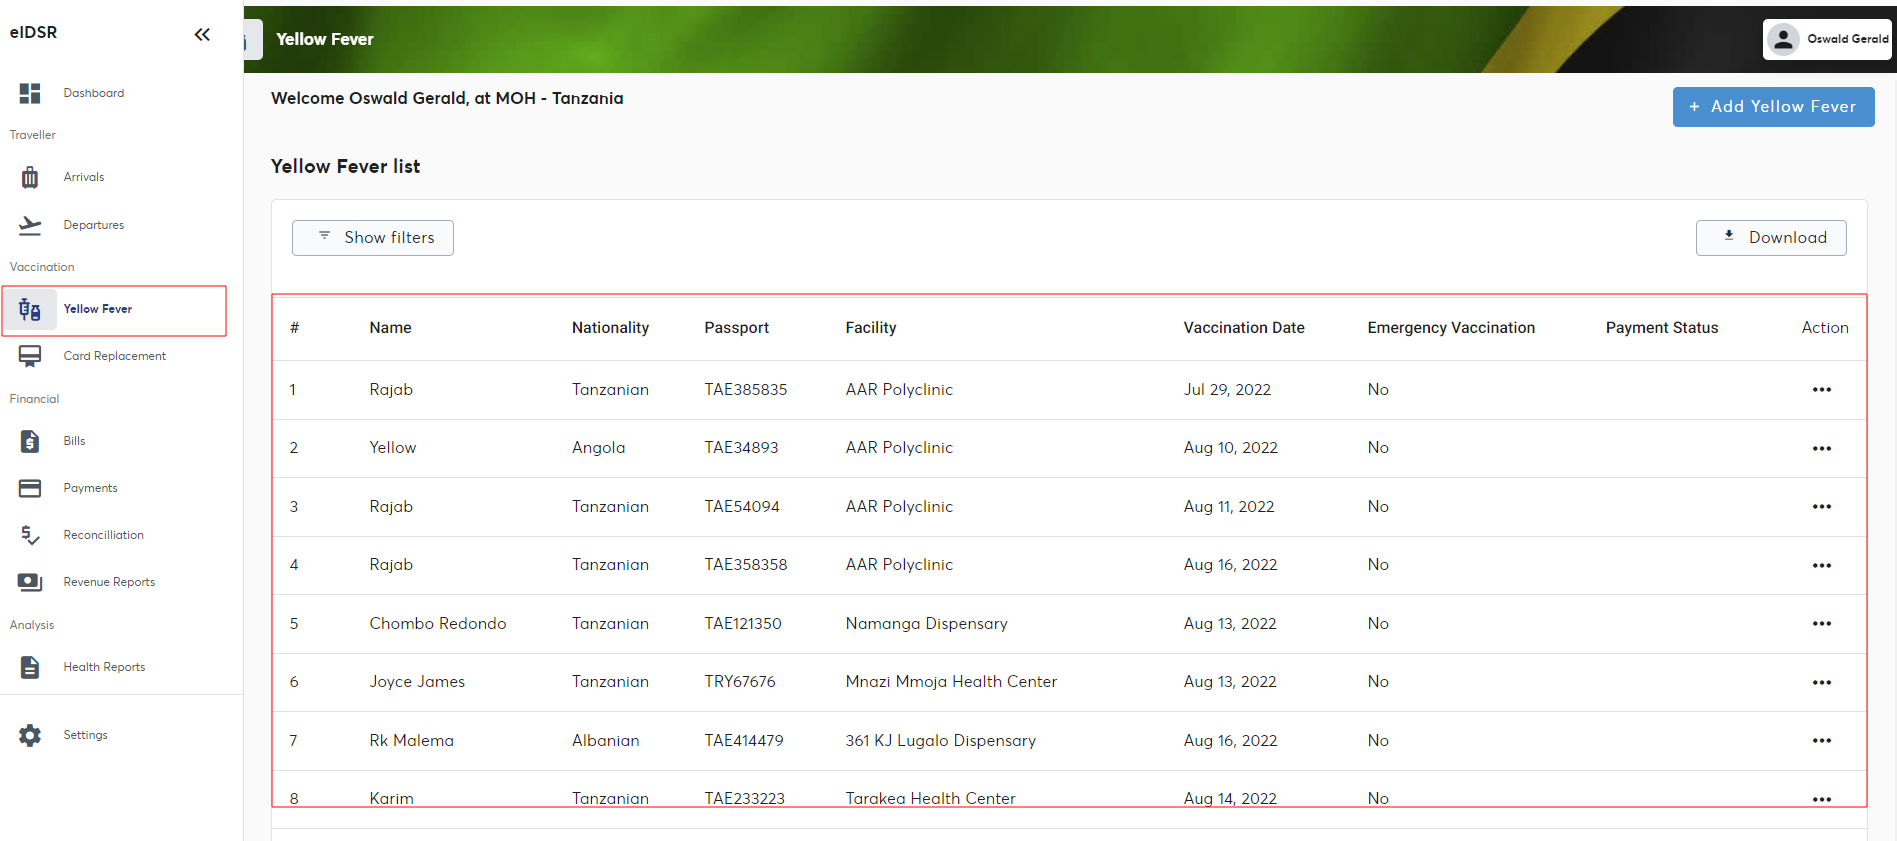 eIDSR
Yellow Fever
Oswald Gerald
Dashboard
Traveller
Arrivals
Departures
Vaccination
Yellow Fever
Card Replacement
Financial
Bills
Payments
Reconcilliation
Revenue Reports
Analysis
Health Reports
Settings
Welcome Oswald Gerald, at MOH - Tanzania
+ Add Yellow Fever
Yellow Fever list
Show filters
Download
# Name Nationality Passport Facility Vaccination Date Emergency Vaccination Payment Status Action
1 Rajab Tanzanian TAE385835 AAR Polyclinic Jul 29, 2022 No
2 Yellow Angola TAE34893 AAR Polyclinic Aug 10, 2022 No
3 Rajab Tanzanian TAE54094 AAR Polyclinic Aug 11, 2022 No
4 Rajab Tanzanian TAE358358 AAR Polyclinic Aug 16, 2022 No
5 Chombo Redondo Tanzanian TAE121350 Namanga Dispensary Aug 13, 2022 No
6 Joyce James Tanzanian TRY67676 Mnazi Mmoja Health Center Aug 13, 2022 No
7 Rk Malema Albanian TAE414479 361 KJ Lugalo Dispensary Aug 16, 2022 No
8 Karim Tanzanian TAE233223 Tarakea Health Center Aug 14, 2022 No